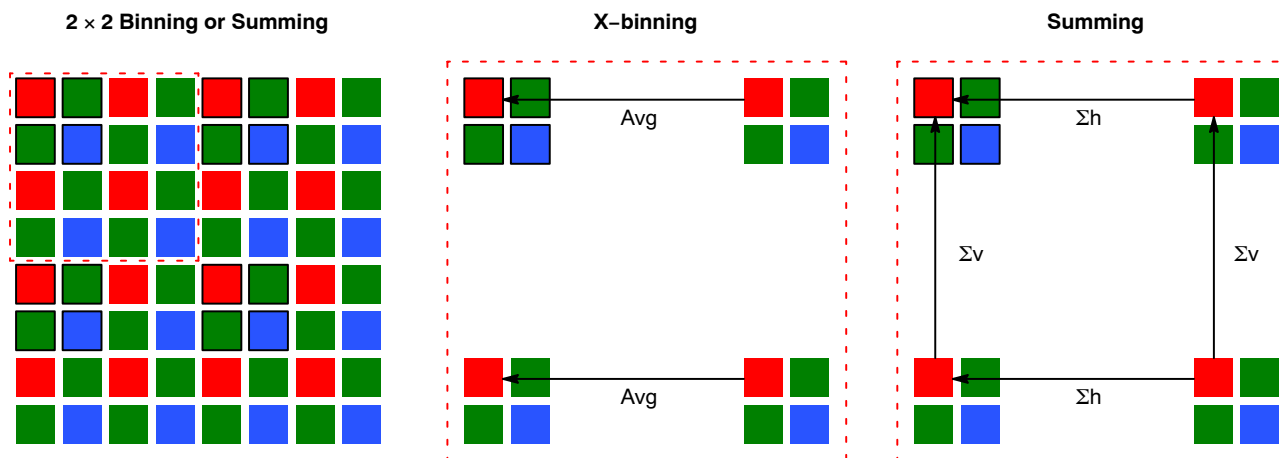 2 × 2 Binning or Summing
X−binning
Summing
Avg
Σh
Σv
Σv
Avg
Σh